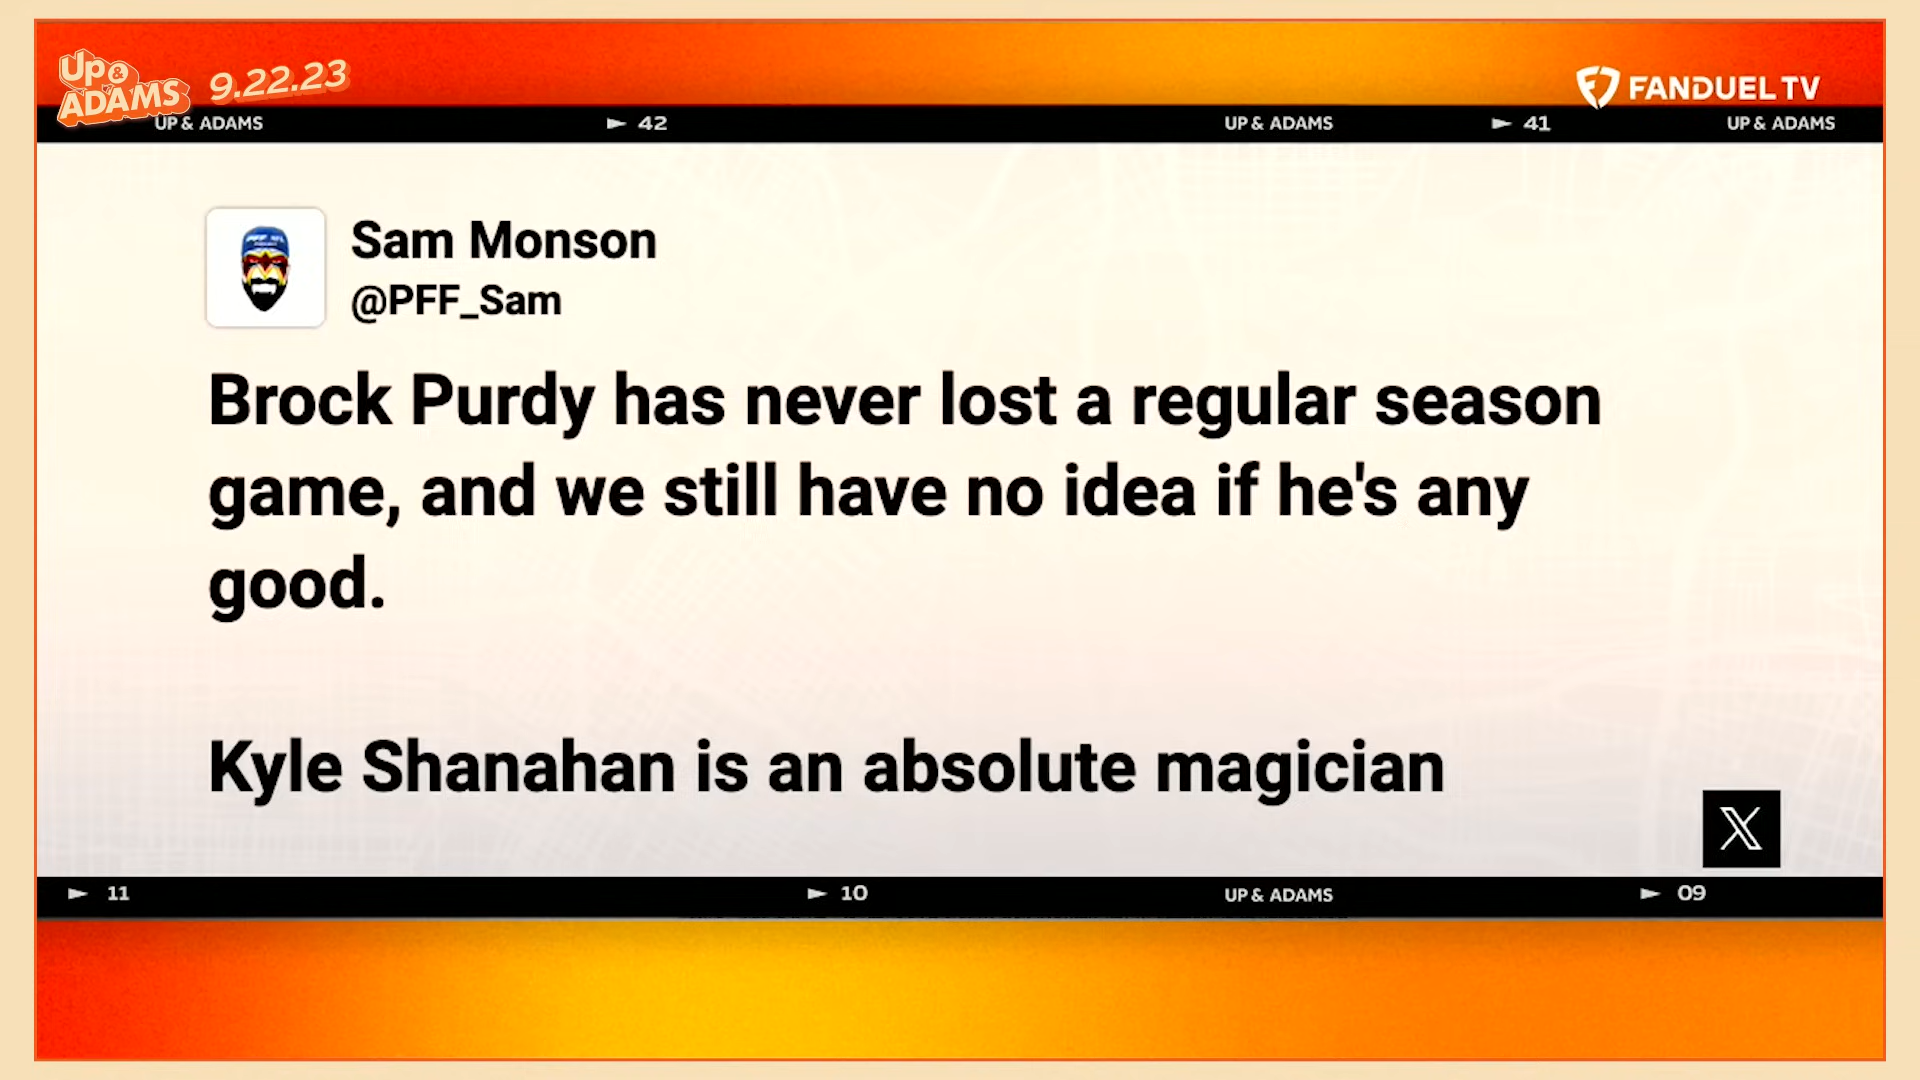 Up &
ADAMS
9.22.23
FANDUEL TV
UP & ADAMS
42
UP & ADAMS
41
UP & ADAMS
Sam Monson
@PFF_Sam
Brock Purdy has never lost a regular season
game, and we still have no idea if he's any
good.
Kyle Shanahan is an absolute magician
11
10
UP & ADAMS
09